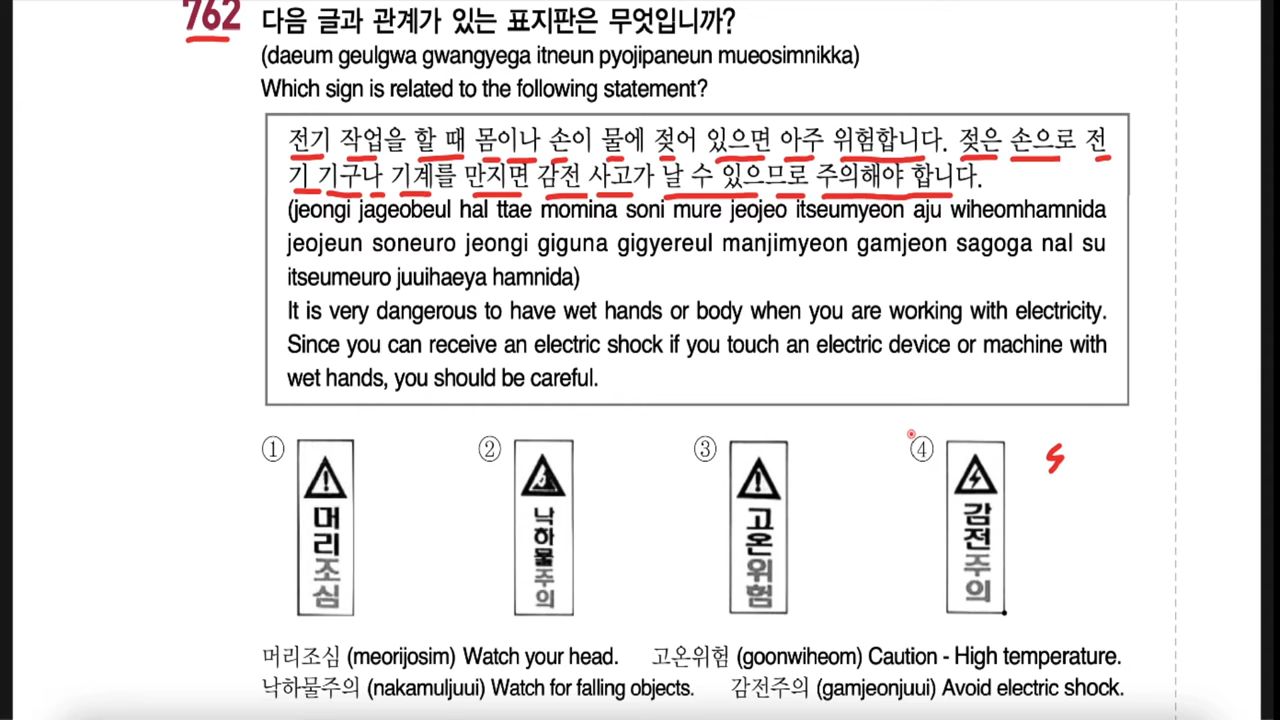 762 다음 글과 관계가 있는 표지판은 무엇입니까?
(daeum geulgwa gwangyega itneun pyojipaneun mueosimnikka)
Which sign is related to the following statement?
전기 작업을 할 때 몸이나 손이 물에 젖어 있으면 아주 위험합니다. 젖은 손으로 전
기 기구나 기계를 만지면 감전 사고가 날 수 있으므로 주의해야 합니다.
(jeongi jageobeul hal ttae momina soni mure jeojeo itseumyeon aju wiheomhamnida
jeojeun soneuro jeongi giguna gigyereul manjimyeon gamjeon sagoga nal su
itseumeuro juuihaeya hamnida)
It is very dangerous to have wet hands or body when you are working with electricity.
Since you can receive an electric shock if you touch an electric device or machine with
wet hands, you should be careful.
① 머리조심
② 낙하물주의
③ 고온위험
④ 감전주의
머리조심 (meorijosim) Watch your head. 고온위험 (goonwiheom) Caution - High temperature.
낙하물주의 (nakamuljuui) Watch for falling objects. 감전주의 (gamjeonjuui) Avoid electric shock.